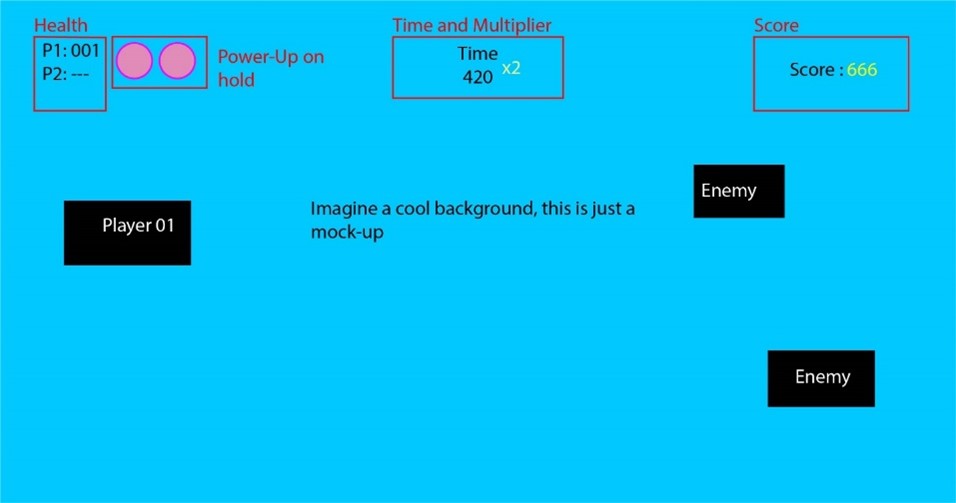 Health
P1: 001
P2: ---
Power-Up on
hold
Time and Multiplier
Time
420 x2
Score
Score : 666
Enemy
Player 01
Imagine a cool background, this is just a
mock-up
Enemy